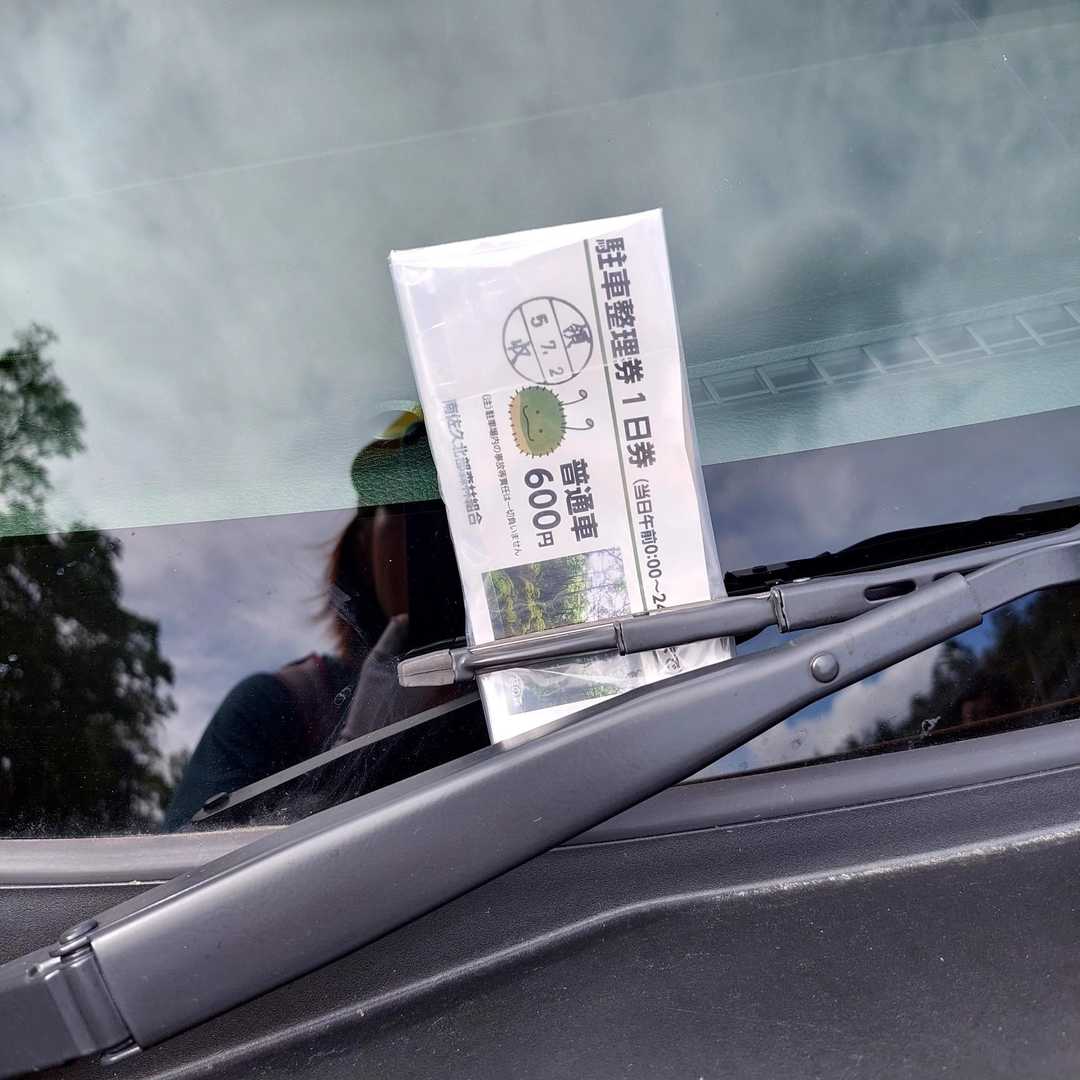 駐車整理券 1日券 (当日午前0:00～24
領
5.7.2
収
普通車
600円
(注)駐車場内の事故等責任は一切負いません
南佐久北部森林組合